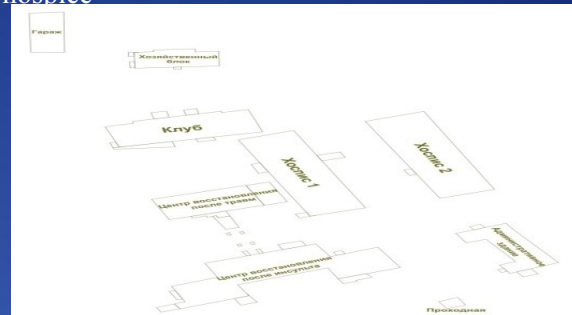 hospice
Гараж
Хозяйственный
блок
Клуб
Хоспис 1
Хоспис 2
Центр восстановления
после травм
Административное
здание
Центр восстановления
после инсульта
Проходная